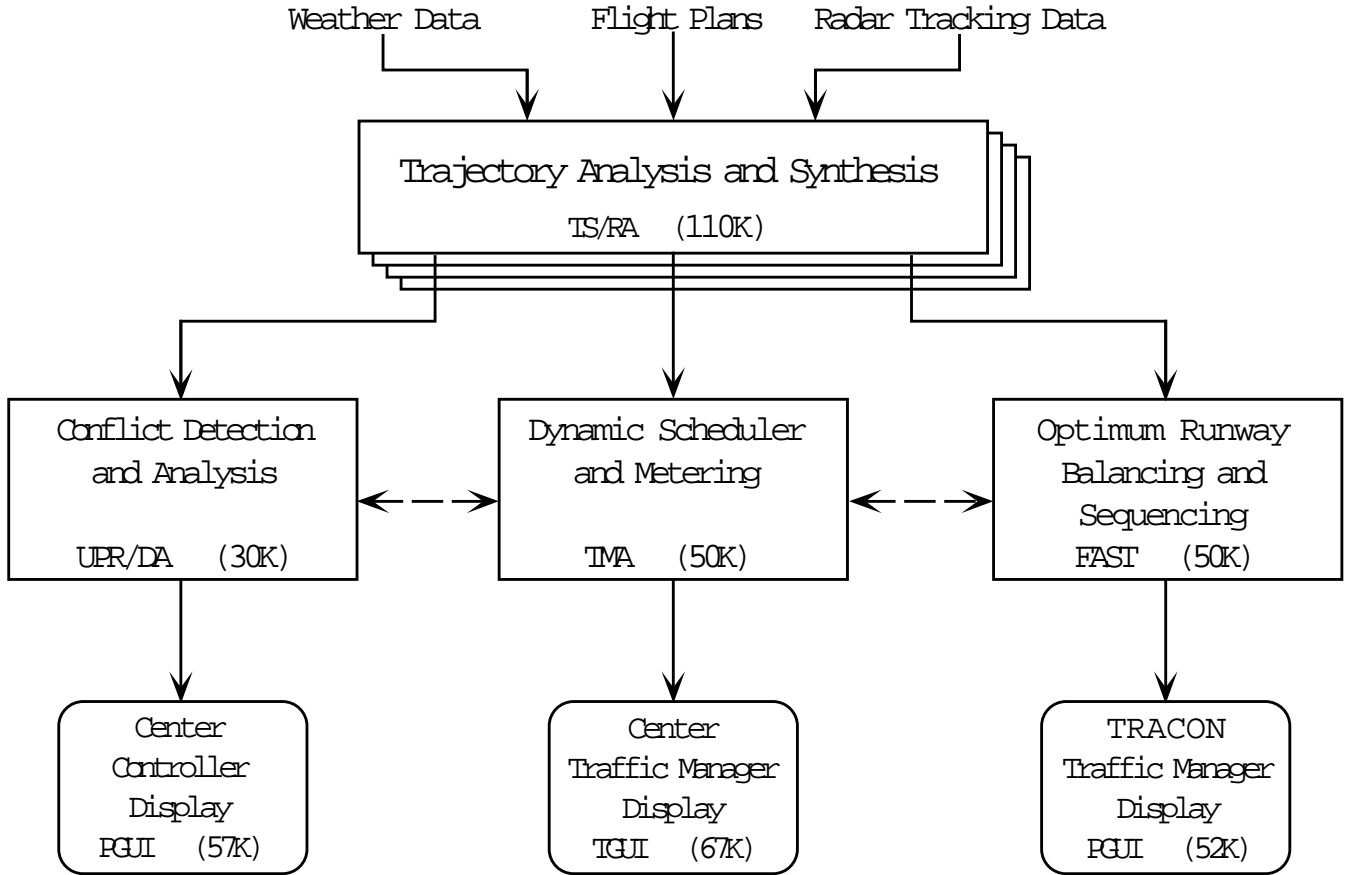 Weather Data
Flight Plans
Radar Tracking Data
Trajectory Analysis and Synthesis
TS/RA (110K)
Conflict Detection
and Analysis
UPR/DA (30K)
Dynamic Scheduler
and Metering
TMA (50K)
Optimum Runway
Balancing and
Sequencing
FAST (50K)
Center
Controller
Display
PGUI (57K)
Center
Traffic Manager
Display
TGUI (67K)
TRACON
Traffic Manager
Display
PGUI (52K)